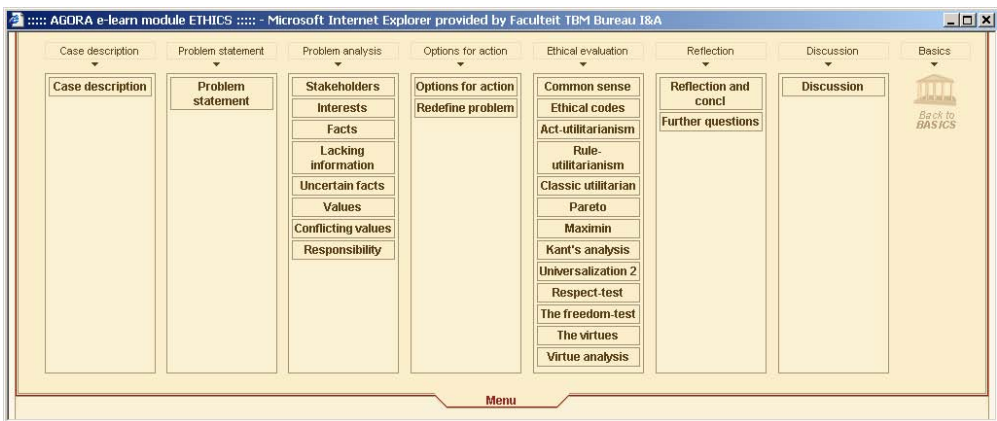 ::::: AGORA e-learn module ETHICS ::::: - Microsoft Internet Explorer provided by Faculteit TBM Bureau I&A
Case description
Case description
Problem statement
Problem
statement
Problem analysis
Stakeholders
Interests
Facts
Lacking
information
Uncertain facts
Values
Conflicting values
Responsibility
Options for action
Options for action
Redefine problem
Ethical evaluation
Common sense
Ethical codes
Act-utilitarianism
Rule-
utilitarianism
Classic utilitarian
Pareto
Maximin
Kant's analysis
Universalization 2
Respect-test
The freedom-test
The virtues
Virtue analysis
Reflection
Reflection and
concl
Further questions
Discussion
Discussion
Basics
Back to
BASICS
Menu